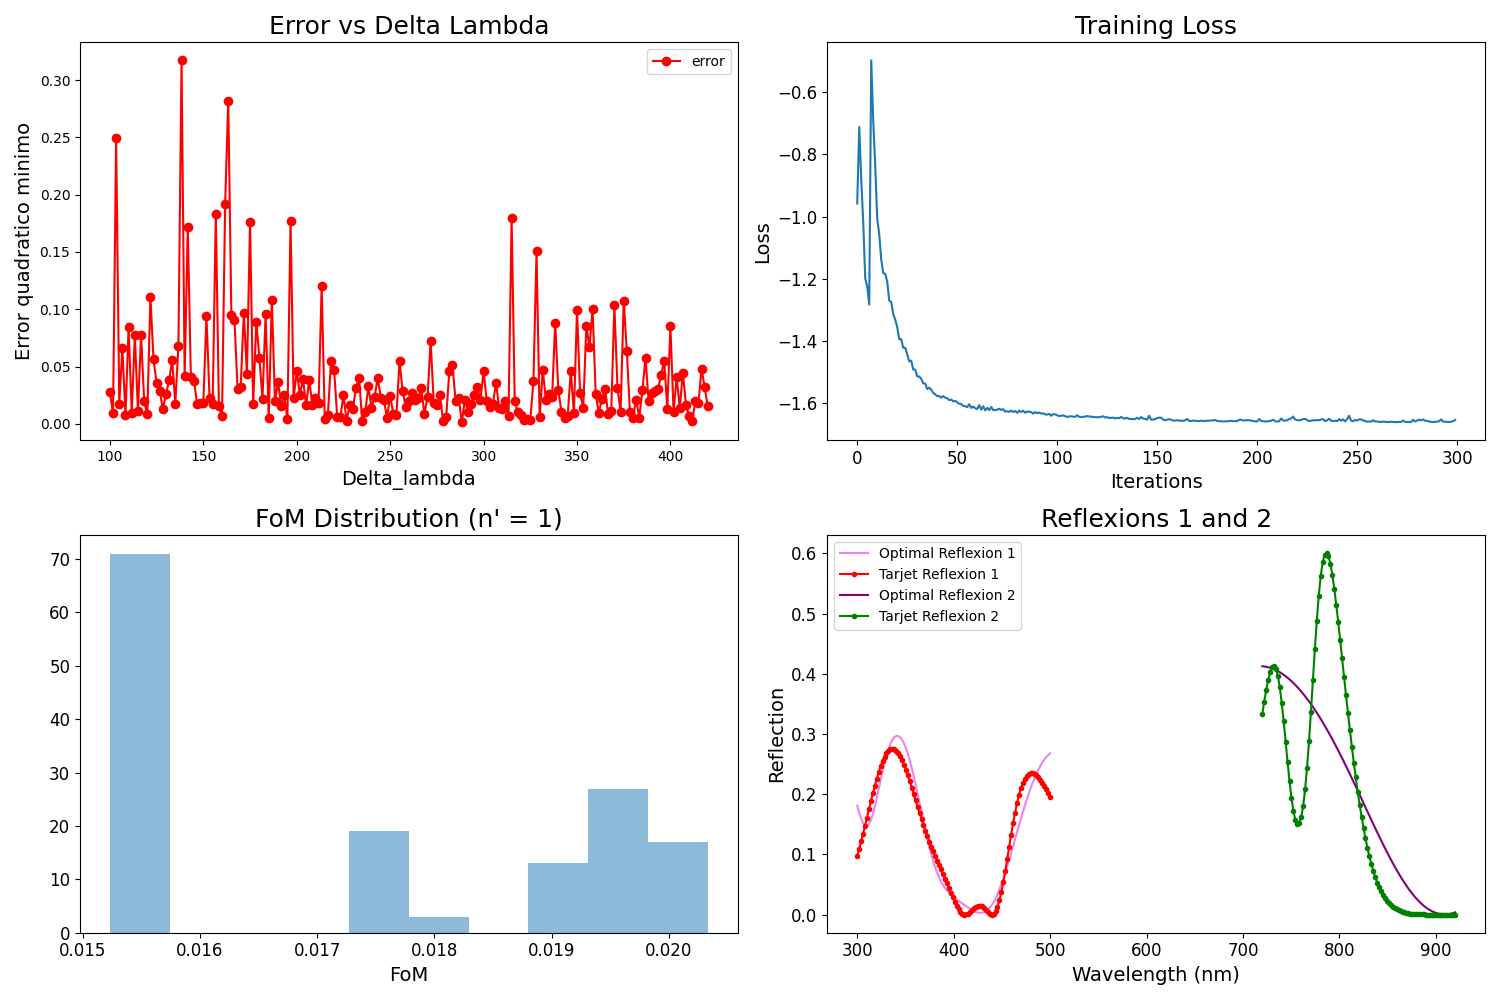 Error vs Delta Lambda
error
Error quadratico minimo
0.30
0.25
0.20
0.15
0.10
0.05
0.00
100 150 200 250 300 350 400
Delta_lambda
Training Loss
Loss
−0.6
−0.8
−1.0
−1.2
−1.4
−1.6
0 50 100 150 200 250 300
Iterations
FoM Distribution (n' = 1)
70
60
50
40
30
20
10
0
0.015 0.016 0.017 0.018 0.019 0.020
FoM
Reflexions 1 and 2
Optimal Reflexion 1
Tarjet Reflexion 1
Optimal Reflexion 2
Tarjet Reflexion 2
Reflection
0.6
0.5
0.4
0.3
0.2
0.1
0.0
300 400 500 600 700 800 900
Wavelength (nm)